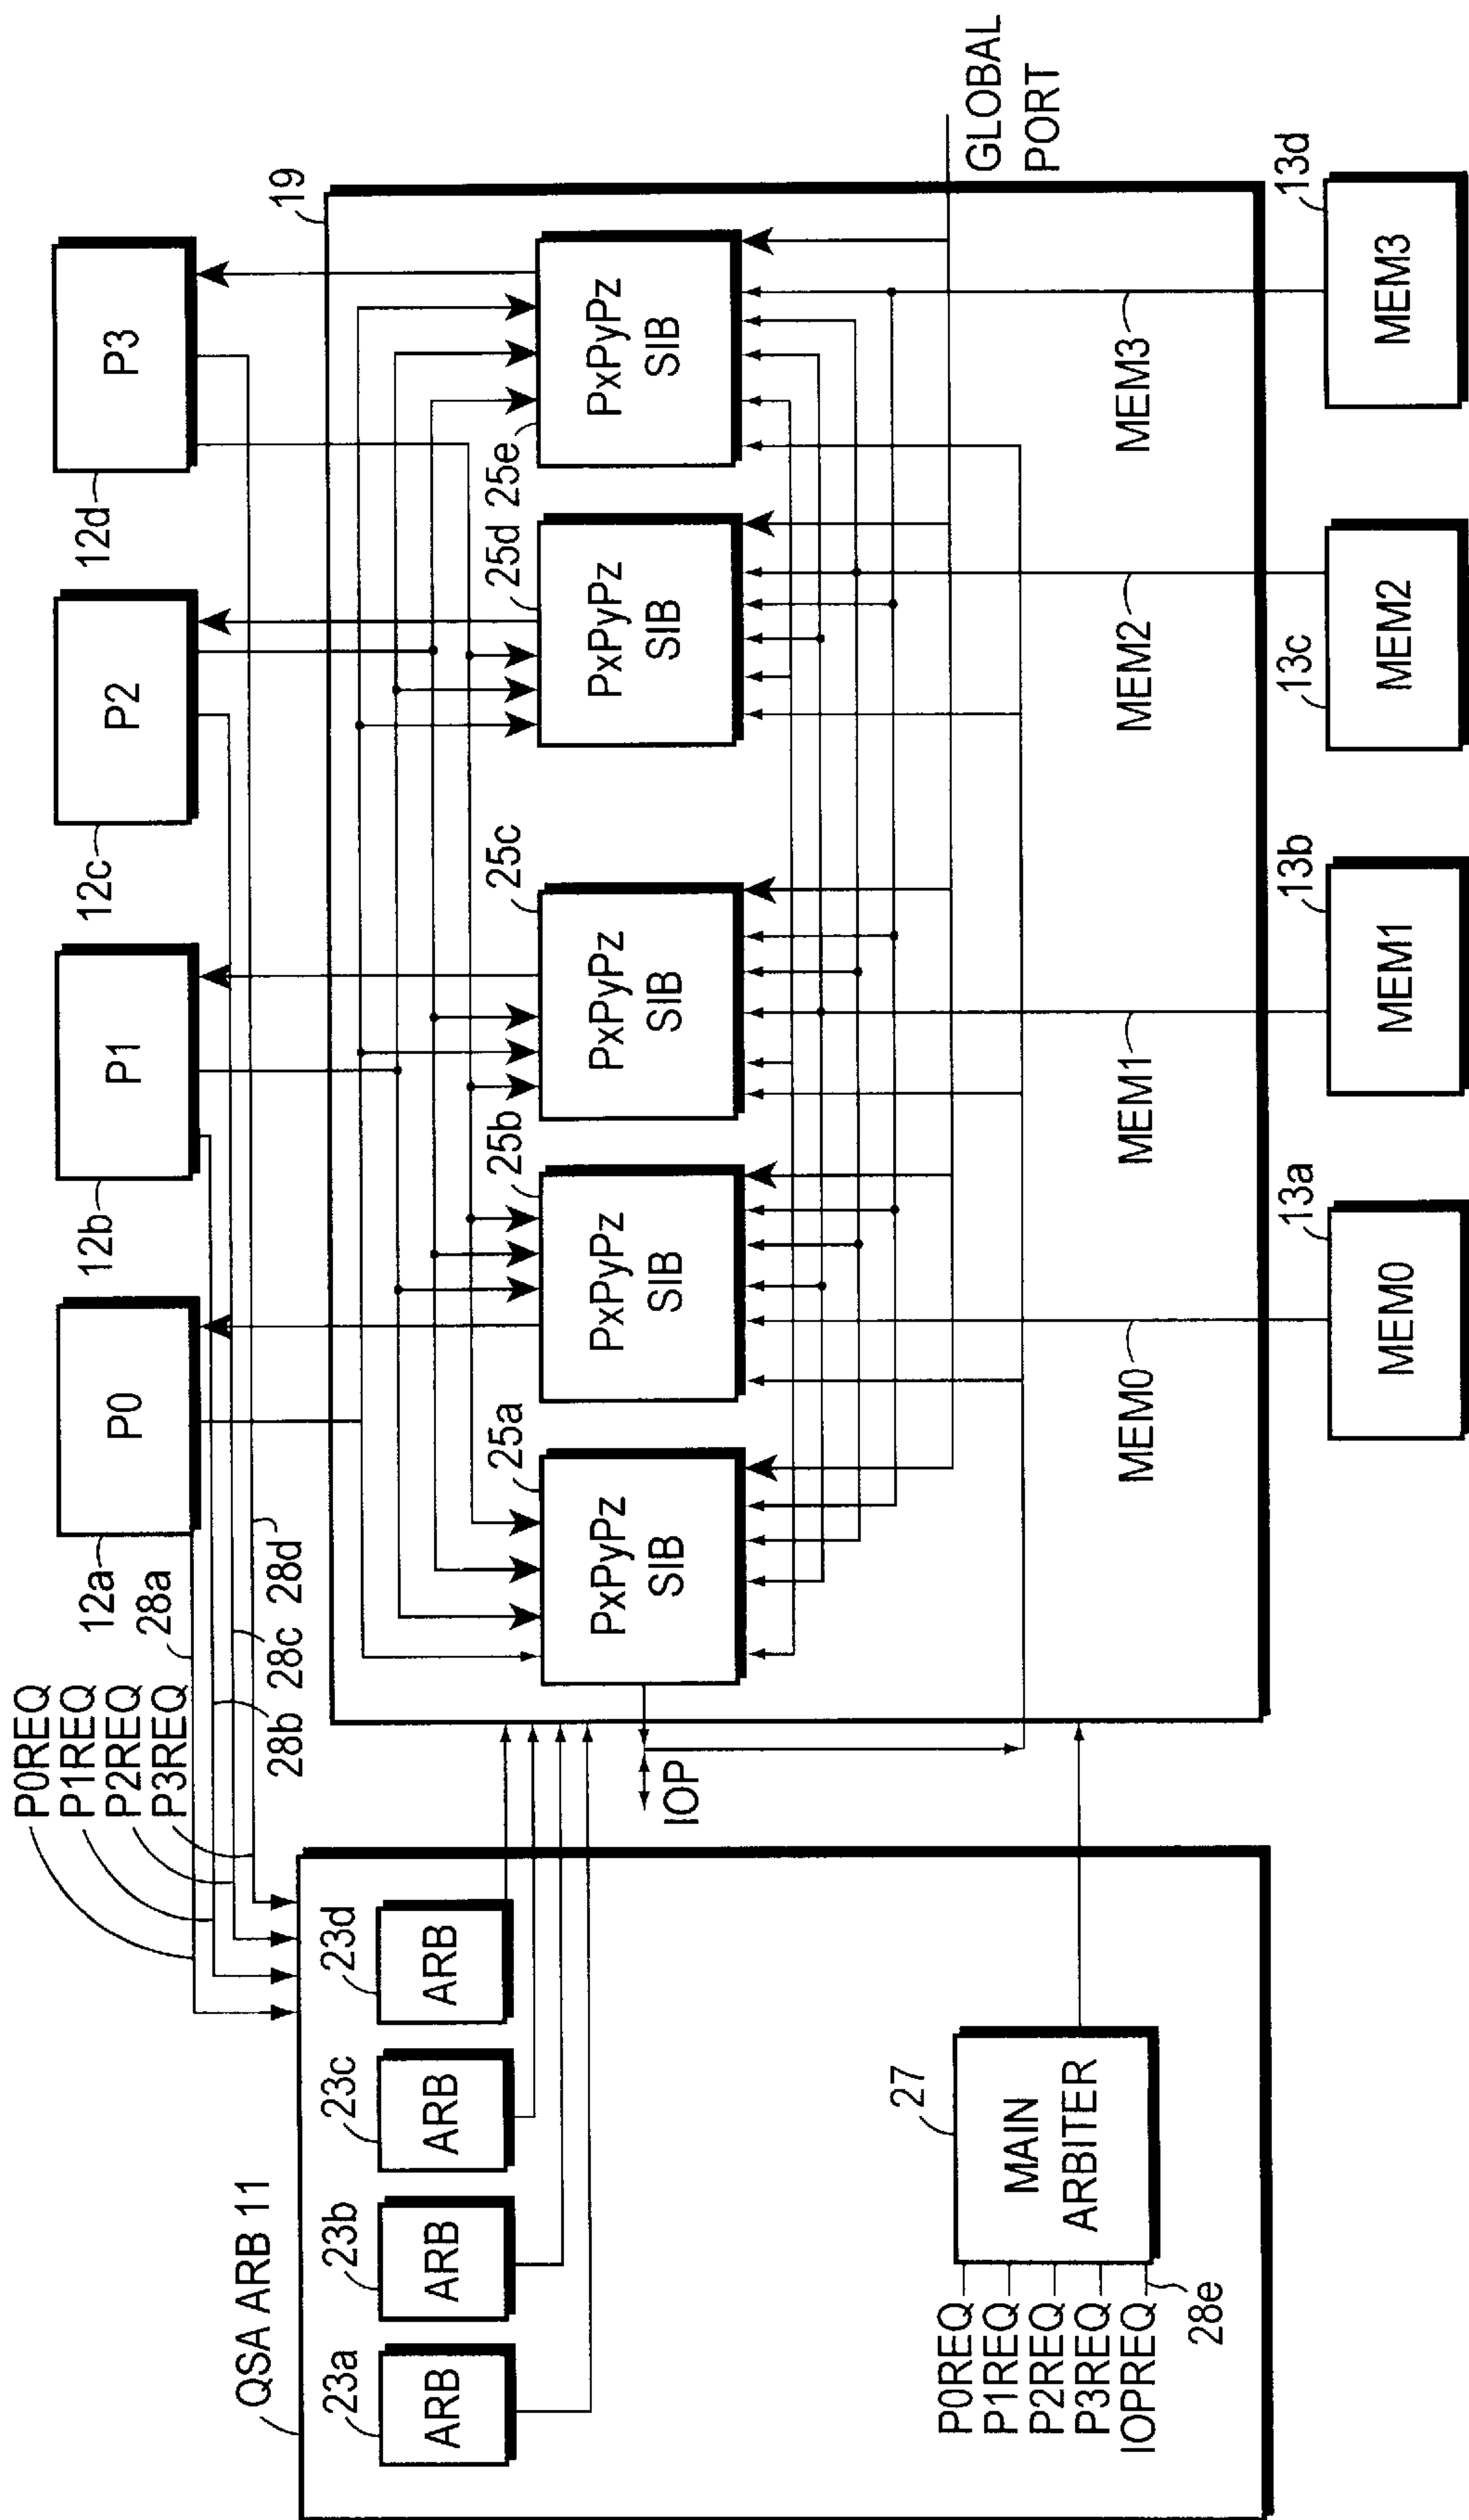 P0REQ
P1REQ
P2REQ
P3REQ
28a
28b
28c
28d
12a
P0
12b
P1
12c
P2
12d
P3
19
QSA ARB 11
23a
ARB
23b
ARB
23c
ARB
23d
ARB
27
MAIN
ARBITER
P0REQ
P1REQ
P2REQ
P3REQ
IOPREQ
28e
IOP
25a
PxPyPz
SIB
25b
PxPyPz
SIB
25c
PxPyPz
SIB
25d
PxPyPz
SIB
25e
PxPyPz
SIB
GLOBAL
PORT
MEM0
MEM1
MEM2
MEM3
13a
MEM0
13b
MEM1
13c
MEM2
13d
MEM3